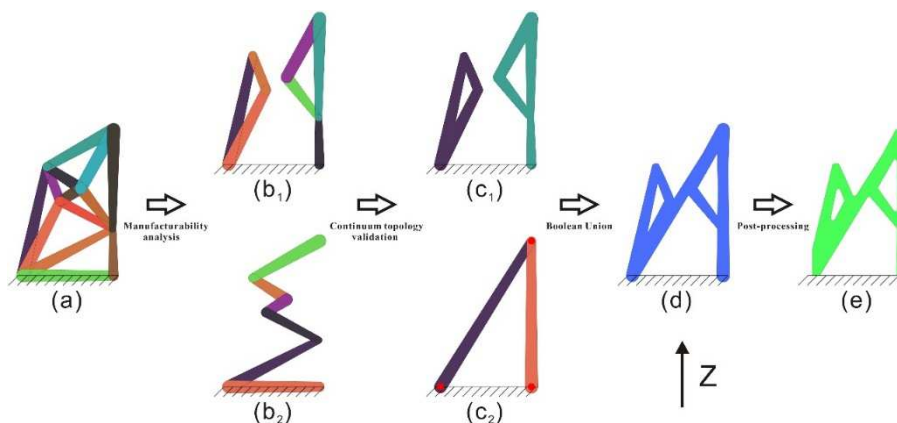 (b₁)
(c₁)
Manufacturability
analysis
Continuum topology
validation
Boolean Union
Post-processing
(a)
(d)
(e)
(b₂)
(c₂)
Z